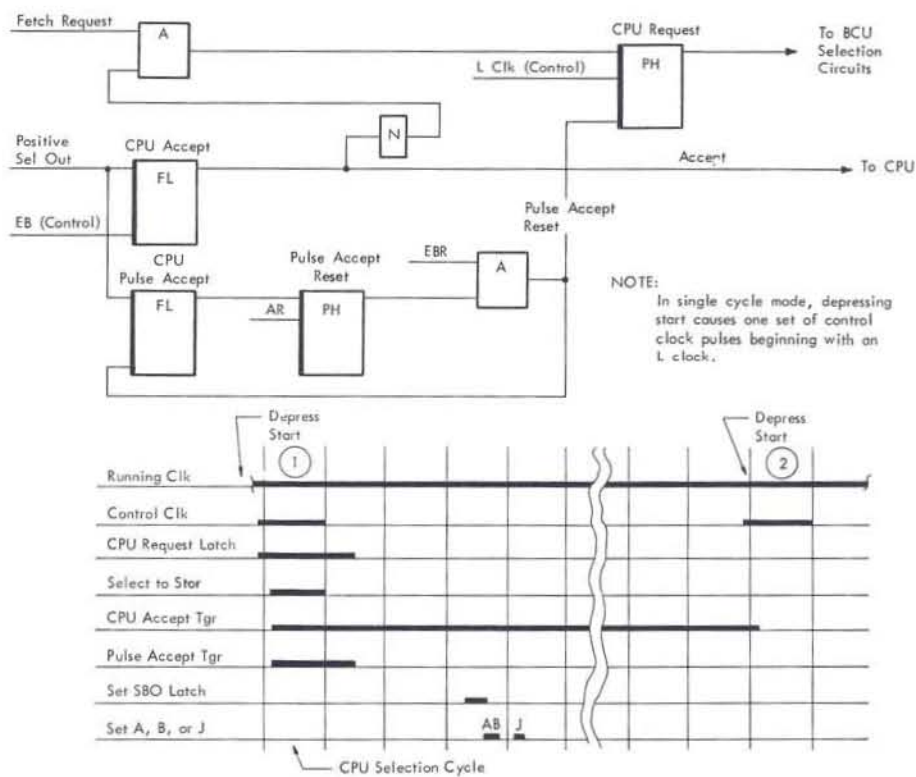 Fetch Request
A
CPU Request
PH
To BCU
Selection
Circuits
L Clk (Control)
N
Positive
Sel Out
CPU Accept
FL
Accept
To CPU
EB (Control)
CPU
Pulse Accept
FL
Pulse Accept
Reset
PH
AR
EBR
A
Pulse Accept
Reset
NOTE:
In single cycle mode, depressing
start causes one set of control
clock pulses beginning with an
L clock.
Depress
Start
1
Depress
Start
2
Running Clk
Control Clk
CPU Request Latch
Select to Stor
CPU Accept Tgr
Pulse Accept Tgr
Set SBO Latch
Set A, B, or J
AB
J
CPU Selection Cycle